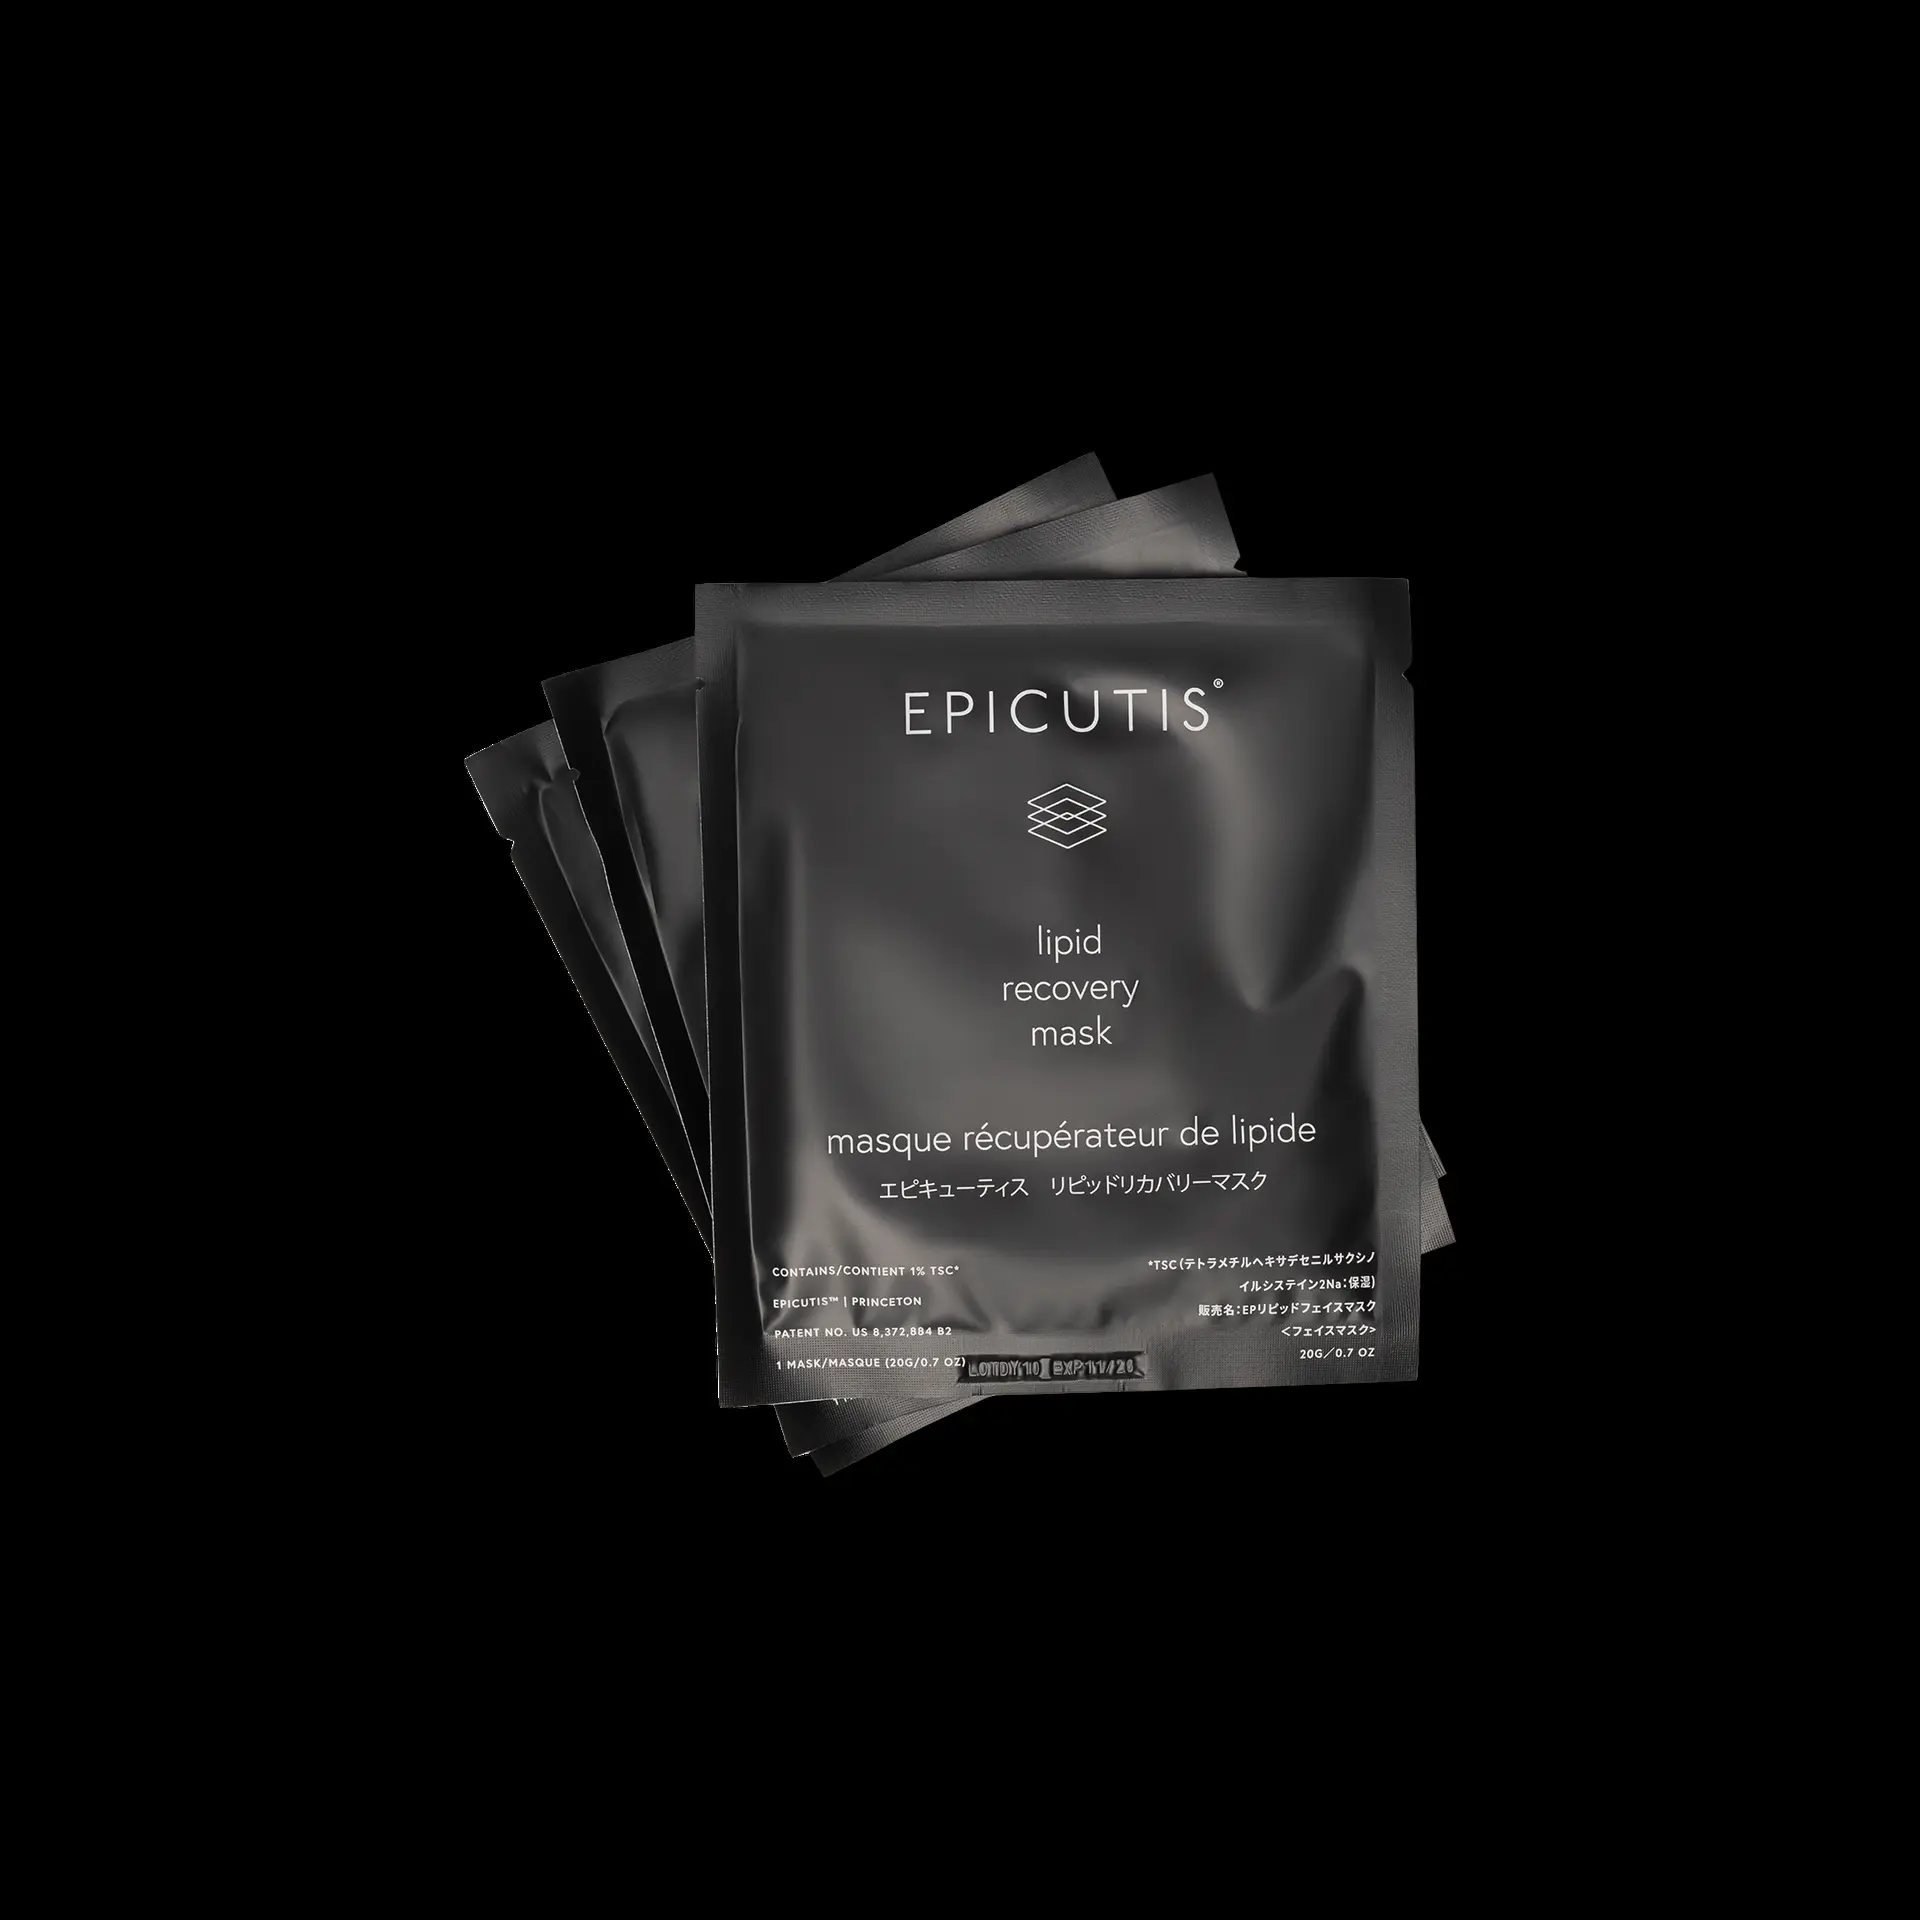 EPICUTIS®
lipid
recovery
mask
masque récupérateur de lipide
エピキューティス　リピッドリカバリーマスク
CONTAINS/CONTIENT 1% TSC*
EPICUTIS™ | PRINCETON
PATENT NO. US 8,372,884 B2
1 MASK/MASQUE (20G/0.7 OZ)
*TSC(テトラメチルヘキサデセニルサクシノ
イルシステイン2Na:保湿)
販売名:EPリピッドフェイスマスク
<フェイスマスク>
20G/0.7 OZ
EXP 11/26